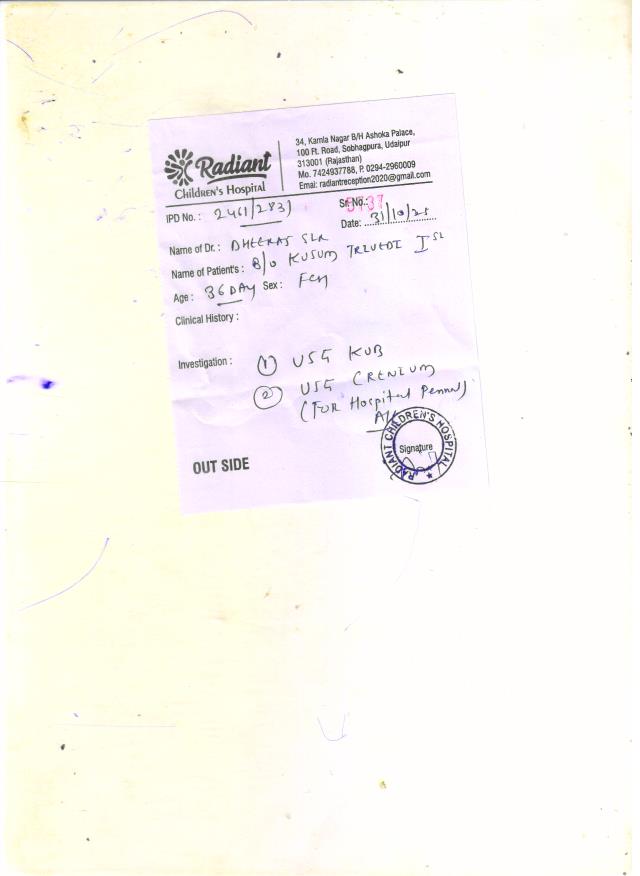 Radiant
CHILDREN'S HOSPITAL
34, Kamla Nagar B/H Ashoka Palace,
100 Ft. Road, Sobhagpura, Udaipur
313001 (Rajasthan)
Mo. 7424937788, P. 0294-2960009
Emai: radiantreception2020@gmail.com
IPD No.: 2461/2831
Sr. No.: 5137
Date: 31/10/25
Name of Dr.: DHEERAJ SIR
Name of Patient's: B/O KUSUM TRIVEDI I
Age: 36 DAY Sex: Fem
Clinical History:
Investigation: (1) USG KUB
(2) USG CRENIUM
(FOR Hospital Pennel)
OUT SIDE
RADIANT CHILDREN'S HOSPITAL
Signature